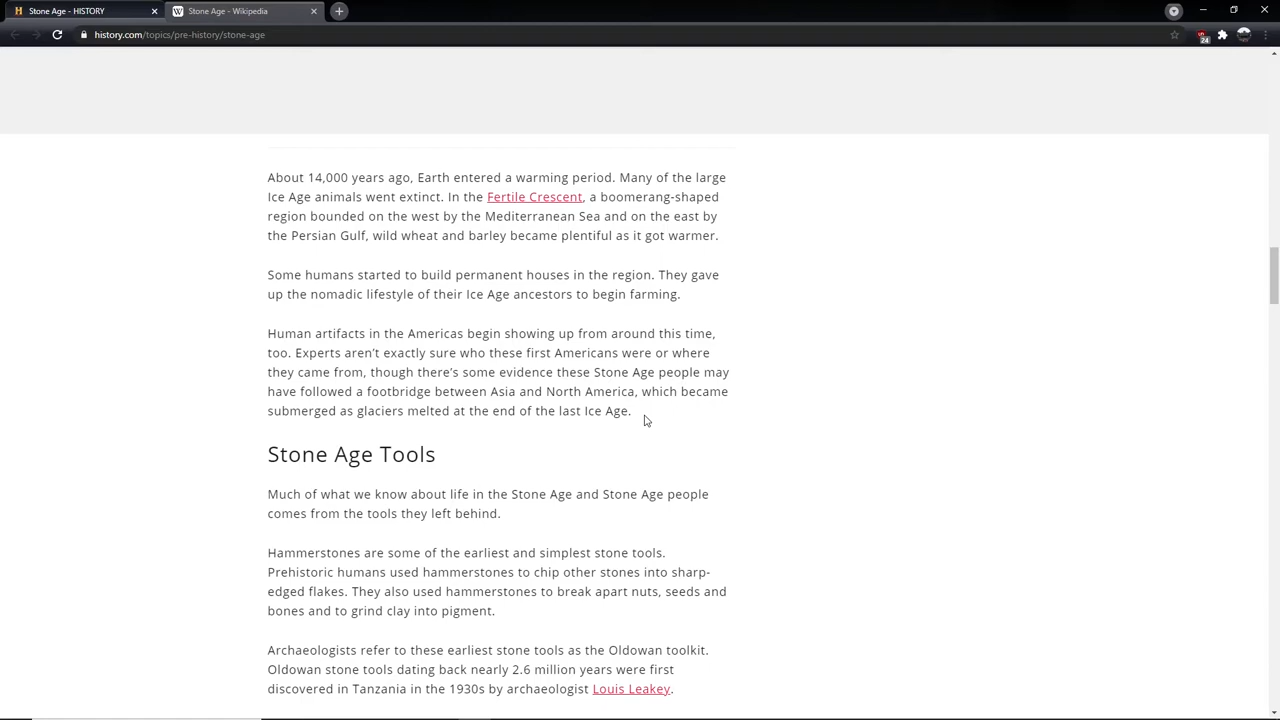 Stone Age - HISTORY
Stone Age - Wikipedia
history.com/topics/pre-history/stone-age
24
About 14,000 years ago, Earth entered a warming period. Many of the large
Ice Age animals went extinct. In the Fertile Crescent, a boomerang-shaped
region bounded on the west by the Mediterranean Sea and on the east by
the Persian Gulf, wild wheat and barley became plentiful as it got warmer.
Some humans started to build permanent houses in the region. They gave
up the nomadic lifestyle of their Ice Age ancestors to begin farming.
Human artifacts in the Americas begin showing up from around this time,
too. Experts aren't exactly sure who these first Americans were or where
they came from, though there's some evidence these Stone Age people may
have followed a footbridge between Asia and North America, which became
submerged as glaciers melted at the end of the last Ice Age.
Stone Age Tools
Much of what we know about life in the Stone Age and Stone Age people
comes from the tools they left behind.
Hammerstones are some of the earliest and simplest stone tools.
Prehistoric humans used hammerstones to chip other stones into sharp-
edged flakes. They also used hammerstones to break apart nuts, seeds and
bones and to grind clay into pigment.
Archaeologists refer to these earliest stone tools as the Oldowan toolkit.
Oldowan stone tools dating back nearly 2.6 million years were first
discovered in Tanzania in the 1930s by archaeologist Louis Leakey.